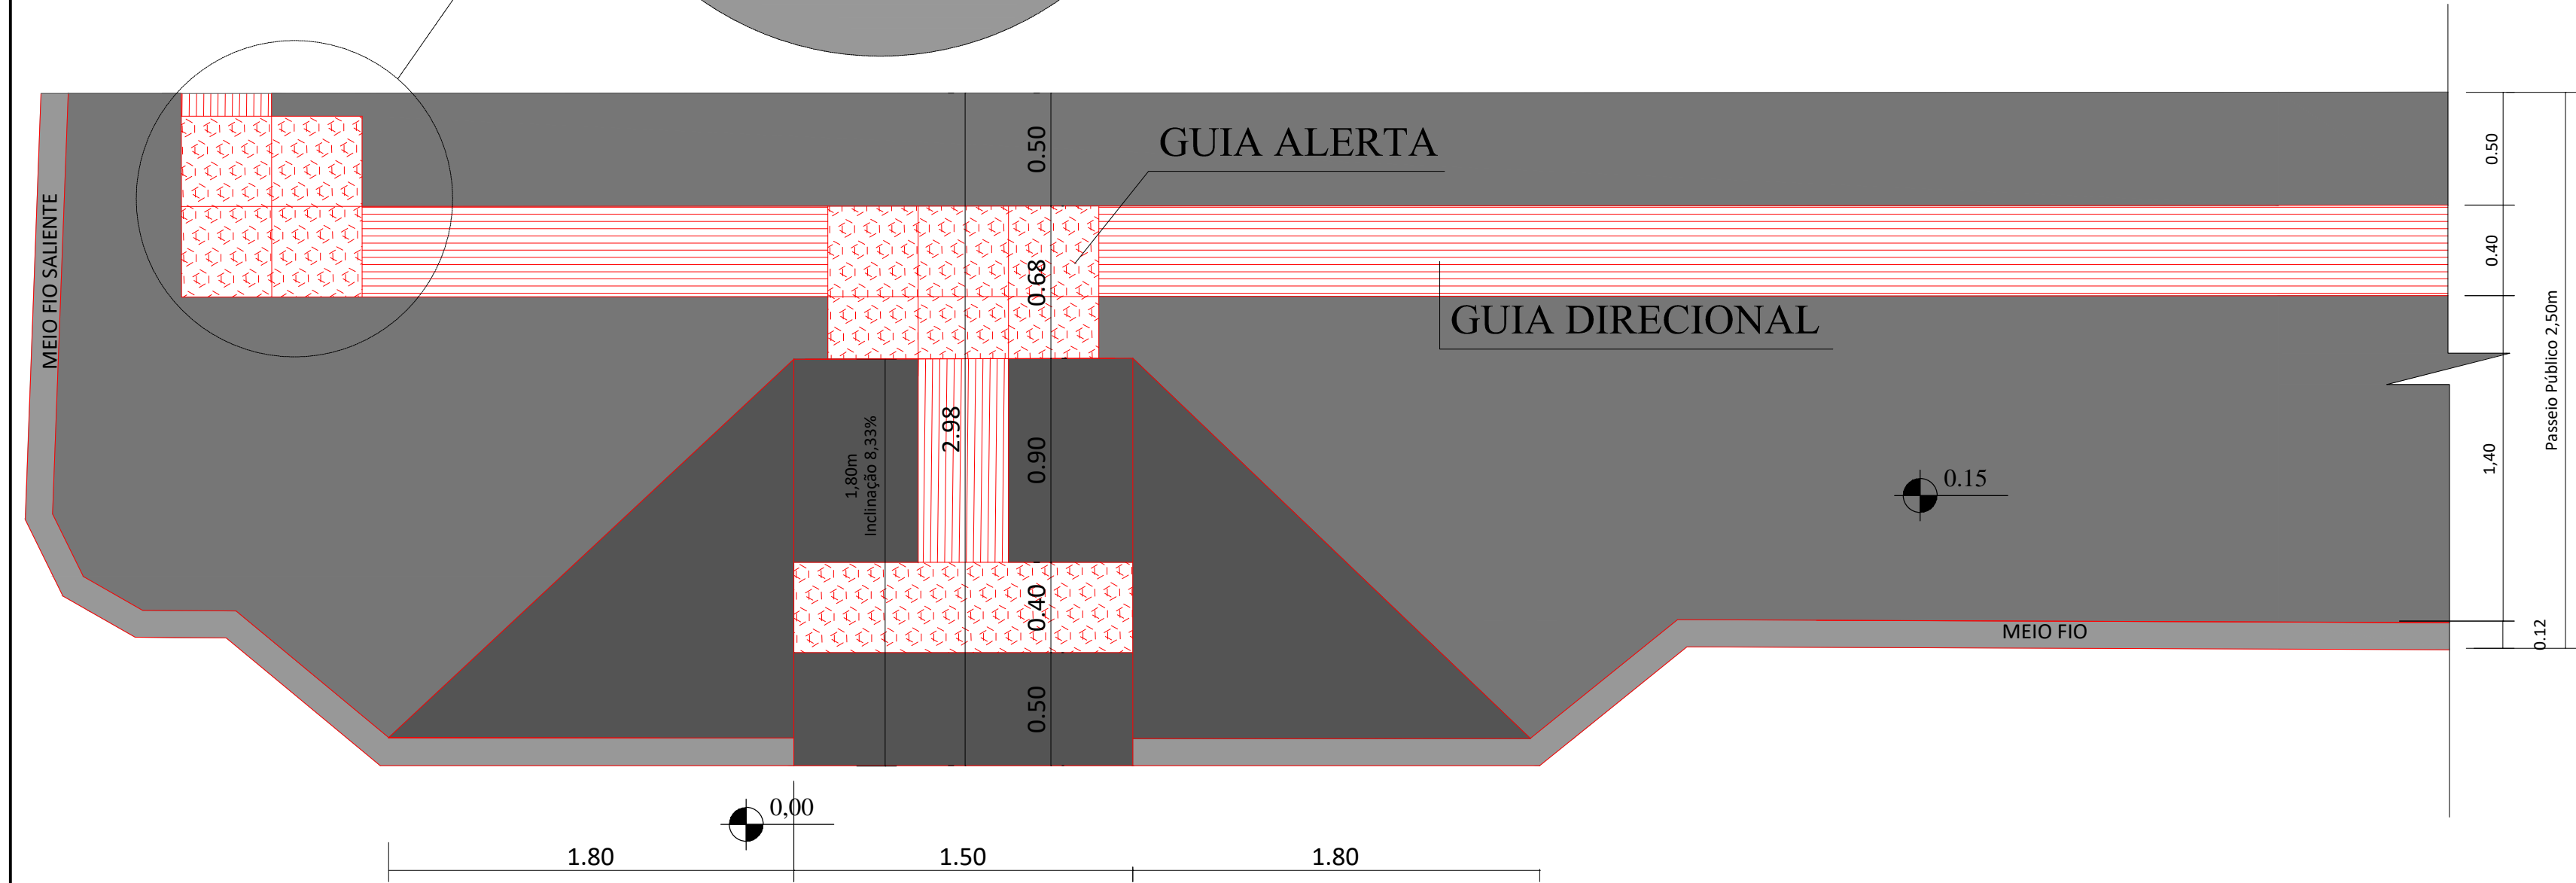 GUIA ALERTA
0.50
0.50
MEIO FIO SALIENTE
0.68
0.40
GUIA DIRECIONAL
Passeio Público 2,50m
2.98
1,80m
Inclinação 8,33%
0.90
1,40
0.15
0.40
MEIO FIO
0.12
0.50
0,00
1.80
1.50
1.80